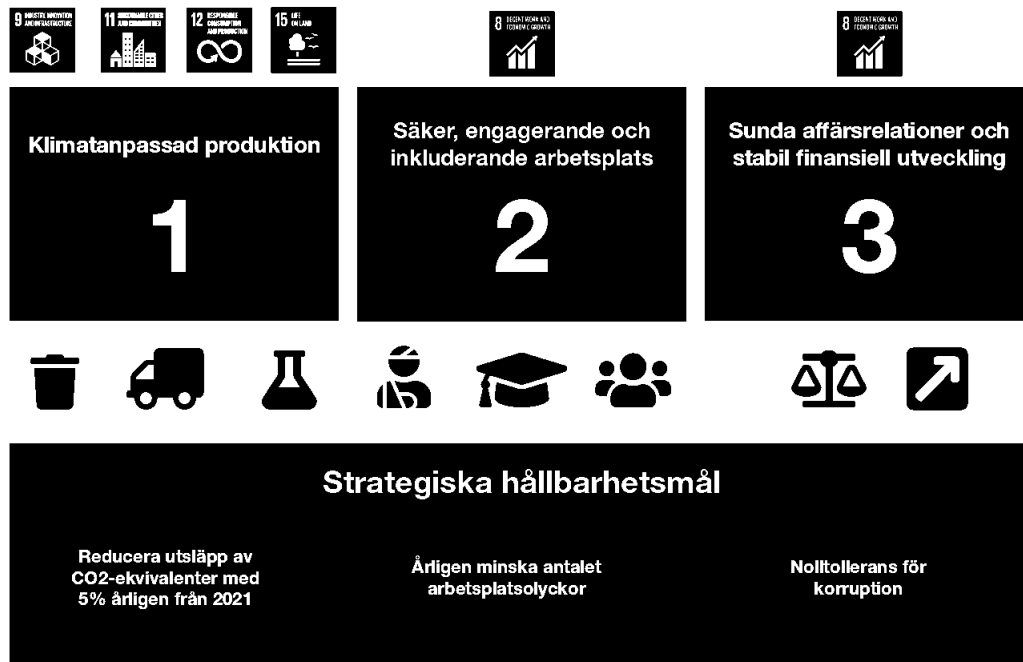 9 INDUSTRY, INNOVATION
AND INFRASTRUCTURE
11 SUSTAINABLE CITIES
AND COMMUNITIES
12 RESPONSIBLE
CONSUMPTION
AND PRODUCTION
15 LIFE
ON LAND
8 DECENT WORK AND
ECONOMIC GROWTH
8 DECENT WORK AND
ECONOMIC GROWTH
Klimatanpassad produktion
1
Säker, engagerande och
inkluderande arbetsplats
2
Sunda affärsrelationer och
stabil finansiell utveckling
3
Strategiska hållbarhetsmål
Reducera utsläpp av
CO2-ekvivalenter med
5% årligen från 2021
Årligen minska antalet
arbetsplatsolyckor
Nolltollerans för
korruption